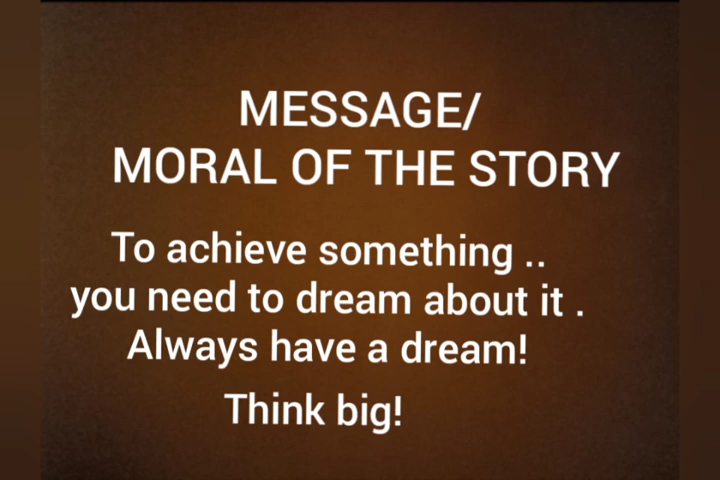 MESSAGE/
MORAL OF THE STORY
To achieve something ..
you need to dream about it .
Always have a dream!
Think big!